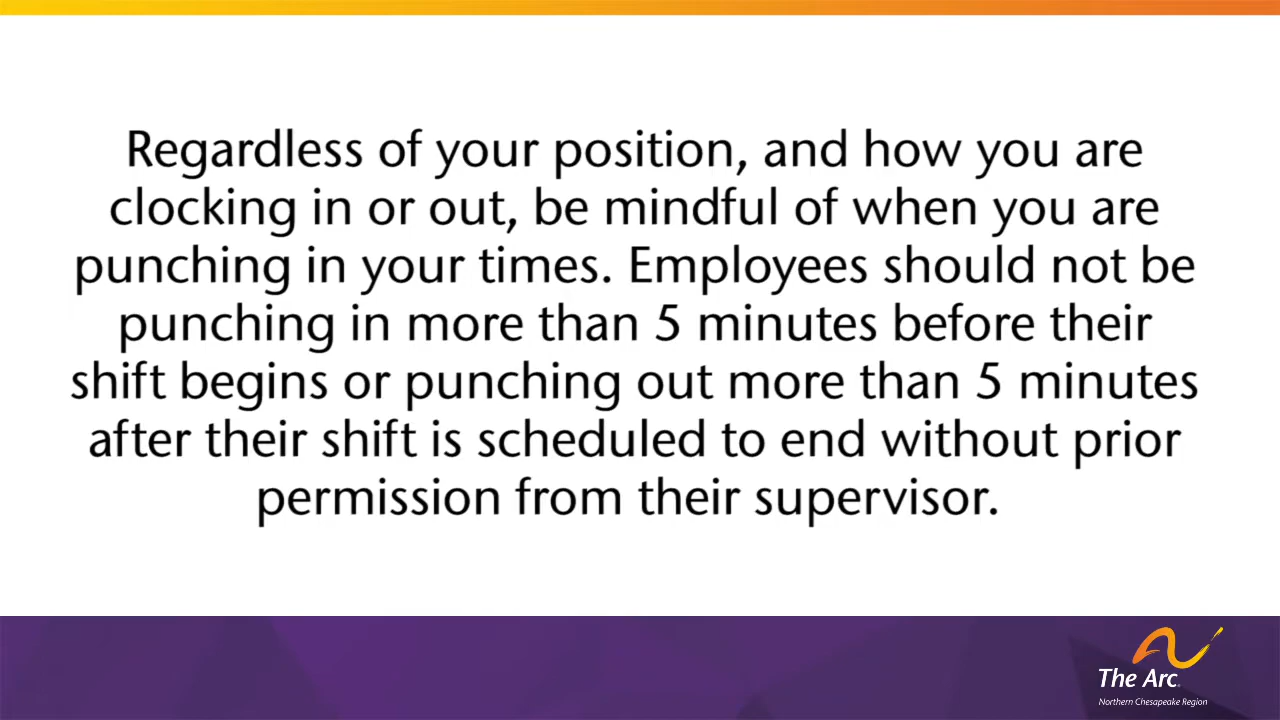 Regardless of your position, and how you are
clocking in or out, be mindful of when you are
punching in your times. Employees should not be
punching in more than 5 minutes before their
shift begins or punching out more than 5 minutes
after their shift is scheduled to end without prior
permission from their supervisor.
The Arc.
Northern Chesapeake Region